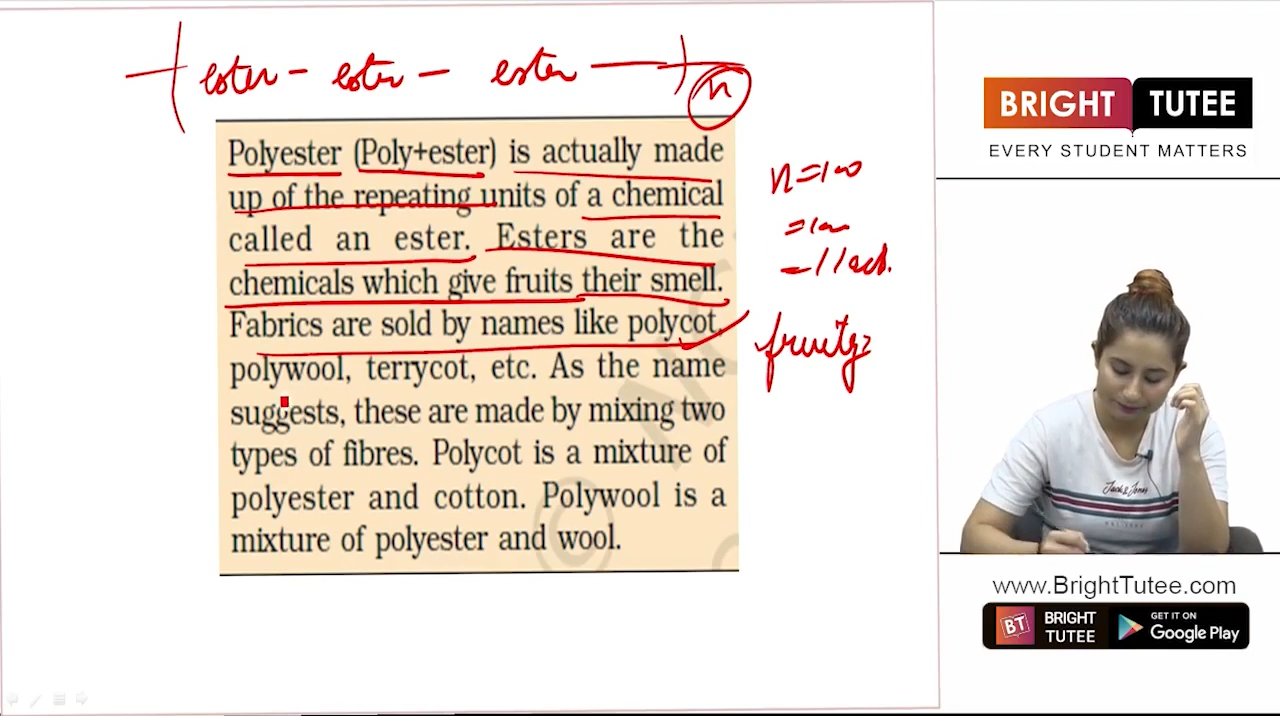 ester - ester - ester
n
Polyester (Poly+ester) is actually made
up of the repeating units of a chemical
called an ester. Esters are the
chemicals which give fruits their smell.
Fabrics are sold by names like polycot,
polywool, terrycot, etc. As the name
suggests, these are made by mixing two
types of fibres. Polycot is a mixture of
polyester and cotton. Polywool is a
mixture of polyester and wool.
n=100
fruity
BRIGHT TUTEE
EVERY STUDENT MATTERS
Jack & Jones
www.BrightTutee.com
BT
BRIGHT
TUTEE
GET IT ON
Google Play